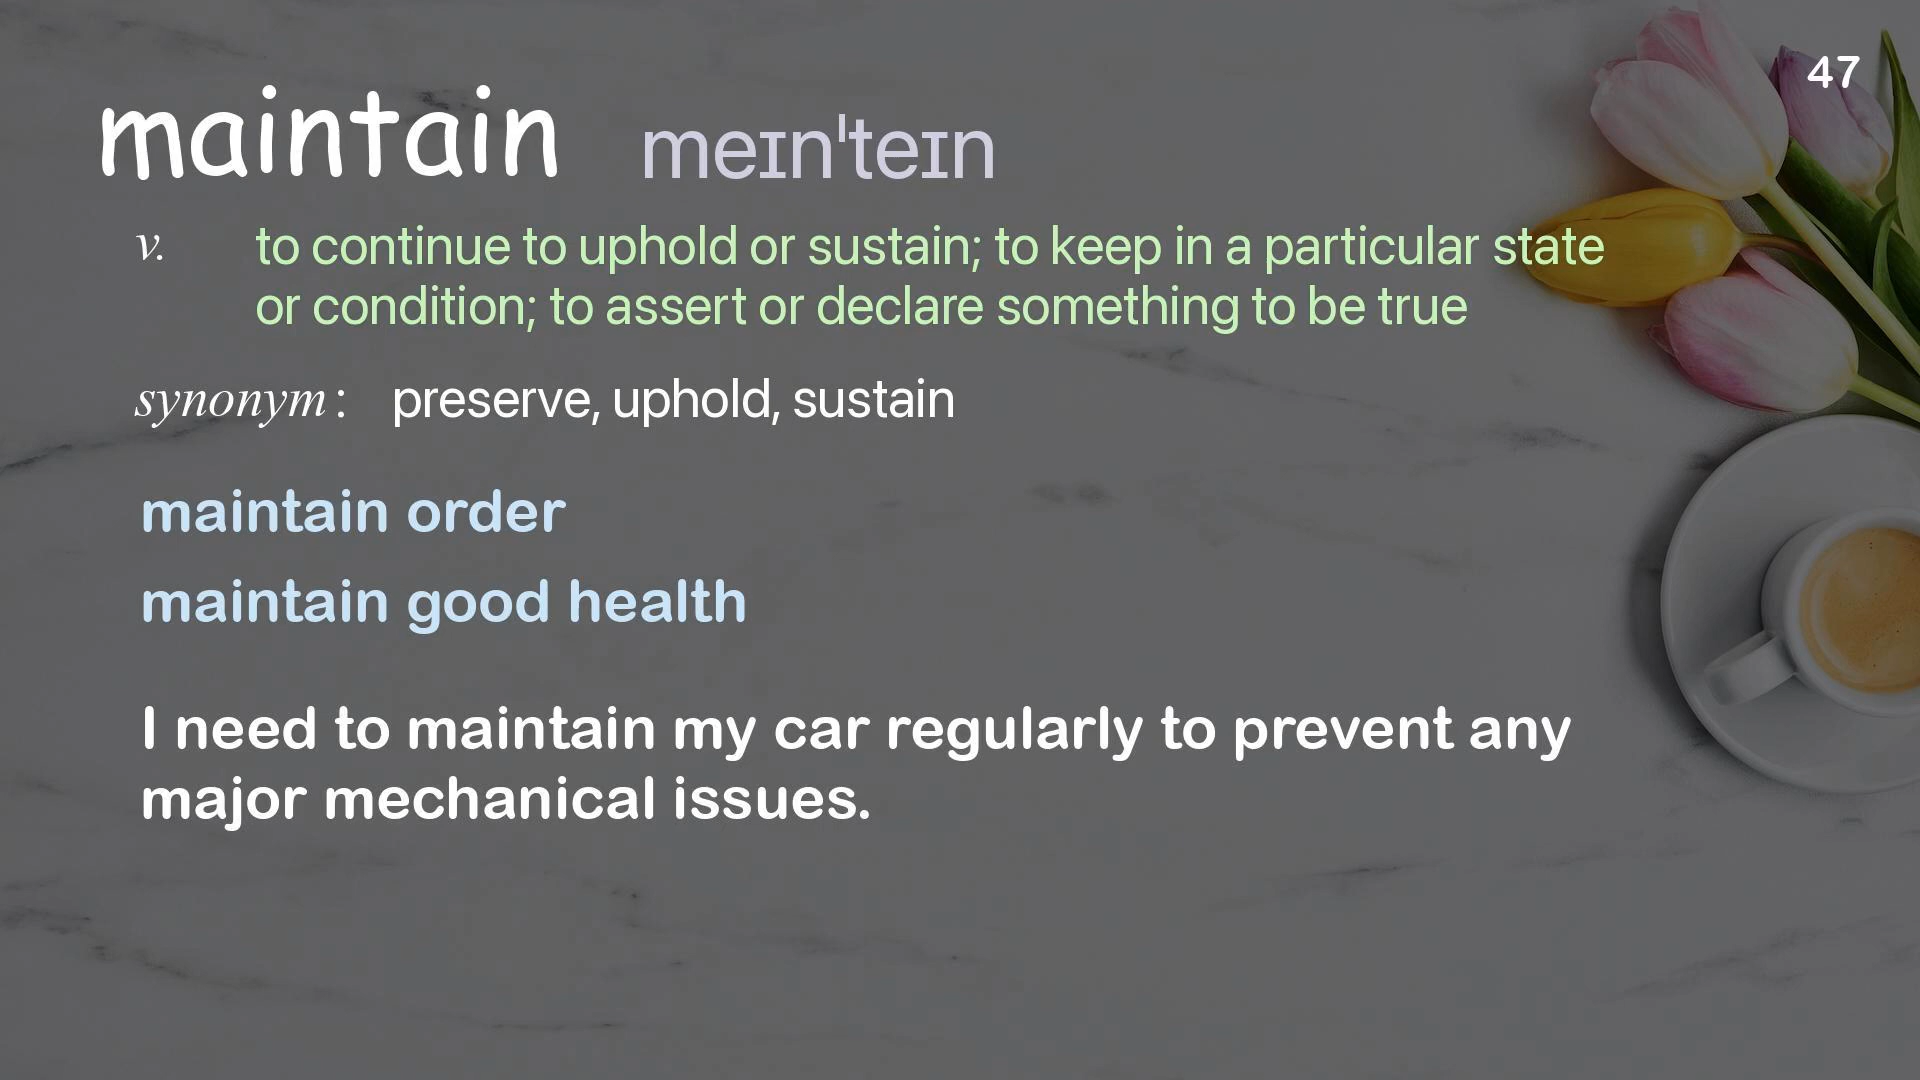 47
maintain meɪnˈteɪn
v. to continue to uphold or sustain; to keep in a particular state
or condition; to assert or declare something to be true
synonym : preserve, uphold, sustain
maintain order
maintain good health
I need to maintain my car regularly to prevent any
major mechanical issues.